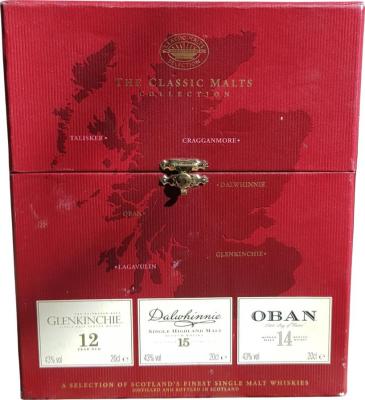 THE CLASSIC MALTS
COLLECTION
TALISKER
CRAGGANMORE
DALWHINNIE
OBAN
GLENKINCHIE
LAGAVULIN
GLENKINCHIE
12
YEAR OLD
43% vol 20cl e
Dalwhinnie
SINGLE HIGHLAND MALT
15
43% vol 20cl e
OBAN
14
43% vol 20cl e
A SELECTION OF SCOTLAND'S FINEST SINGLE MALT WHISKIES
DISTILLED AND BOTTLED IN SCOTLAND